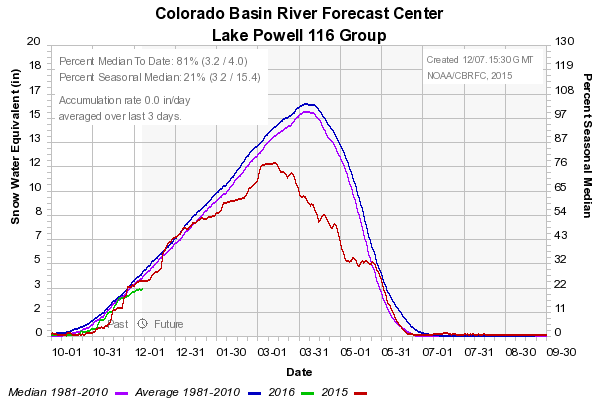 Colorado Basin River Forecast Center
Lake Powell 116 Group
Percent Median To Date: 81% (3.2 / 4.0)
Percent Seasonal Median: 21% (3.2 / 15.4)
Accumulation rate 0.0 in/day
averaged over last 3 days.
Created 12/07.15:30 GMT
NOAA/CBRFC, 2015
Snow Water Equivalent (in)
20
18
17
15
13
12
10
8
7
5
3
2
0
Percent Seasonal Median
130
119
108
97
87
76
65
54
43
32
22
11
0
Past Future
10-01 10-31 12-01 12-31 01-30 03-01 03-31 05-01 05-31 07-01 07-31 08-30 09-30
Date
Median 1981-2010 Average 1981-2010 2016 2015